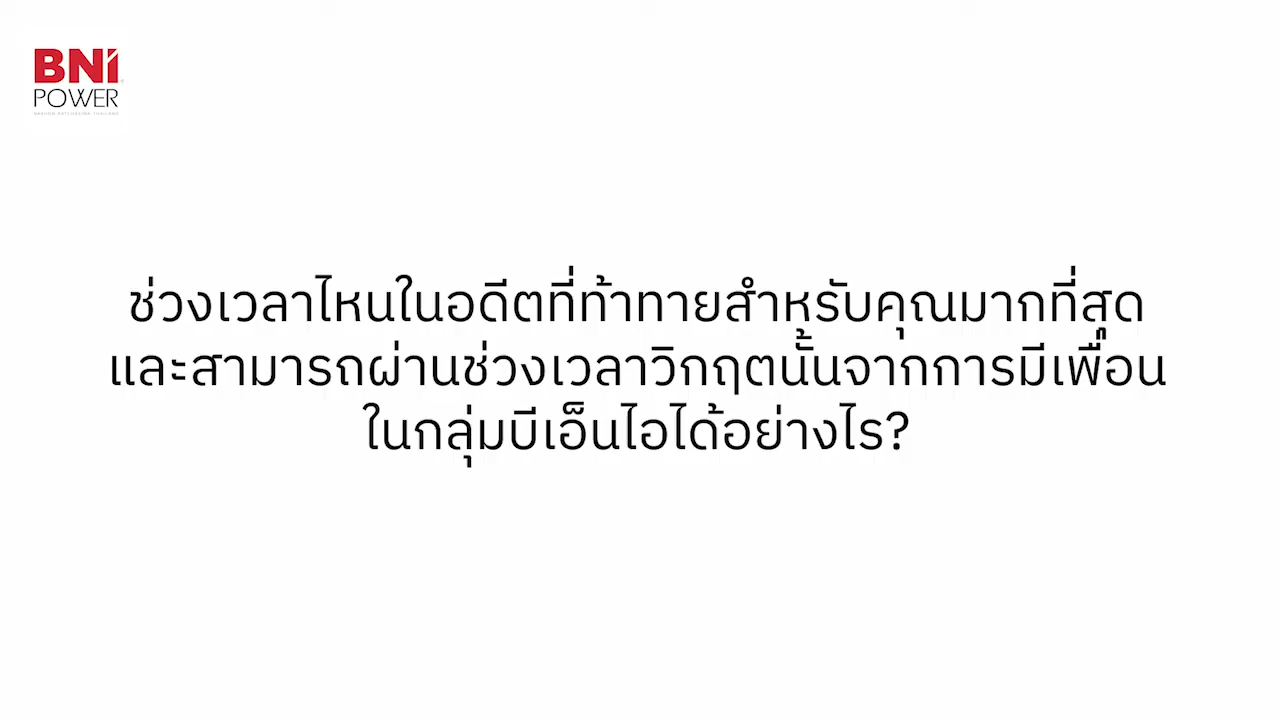 BNI
POWER
NAKHON RATCHASIMA THAILAND
ช่วงเวลาไหนในอดีตที่ท้าทายสำหรับคุณมากที่สุด
และสามารถผ่านช่วงเวลาวิกฤตนั้นจากการมีเพื่อน
ในกลุ่มบีเอ็นไอได้อย่างไร?